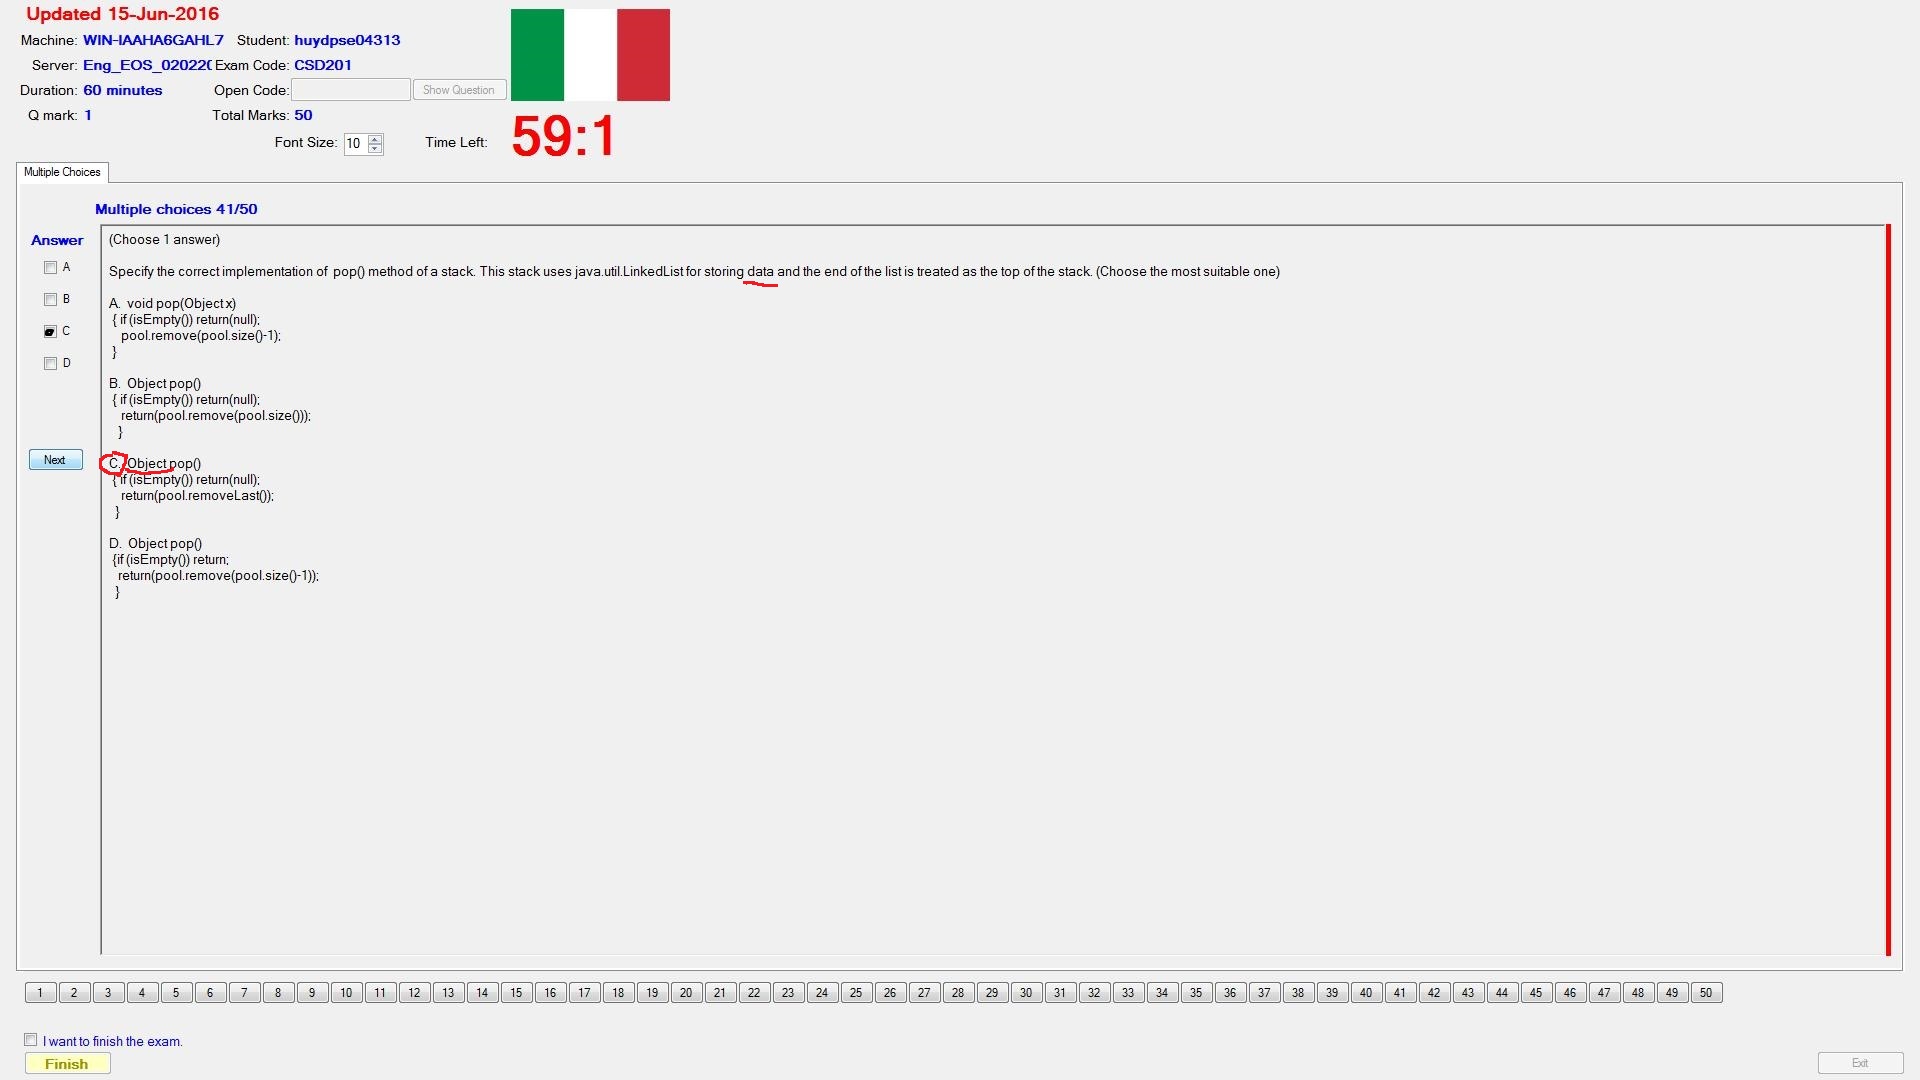 Updated 15-Jun-2016
Machine: WIN-IAAHA6GAHL7 Student: huydpse04313
Server: Eng_EOS_020220 Exam Code: CSD201
Duration: 60 minutes Open Code: Show Question
Q mark: 1 Total Marks: 50
Font Size: 10 Time Left: 59:1
Multiple Choices
Multiple choices 41/50
Answer
A
B
C
D
Next
(Choose 1 answer)
Specify the correct implementation of pop() method of a stack. This stack uses java.util.LinkedList for storing data and the end of the list is treated as the top of the stack. (Choose the most suitable one)
A. void pop(Object x)
{ if (isEmpty()) return(null);
pool.remove(pool.size()-1);
}
B. Object pop()
{ if (isEmpty()) return(null);
return(pool.remove(pool.size()));
}
C. Object pop()
{ if (isEmpty()) return(null);
return(pool.removeLast());
}
D. Object pop()
{if (isEmpty()) return;
return(pool.remove(pool.size()-1));
}
1 2 3 4 5 6 7 8 9 10 11 12 13 14 15 16 17 18 19 20 21 22 23 24 25 26 27 28 29 30 31 32 33 34 35 36 37 38 39 40 41 42 43 44 45 46 47 48 49 50
I want to finish the exam.
Finish Exit